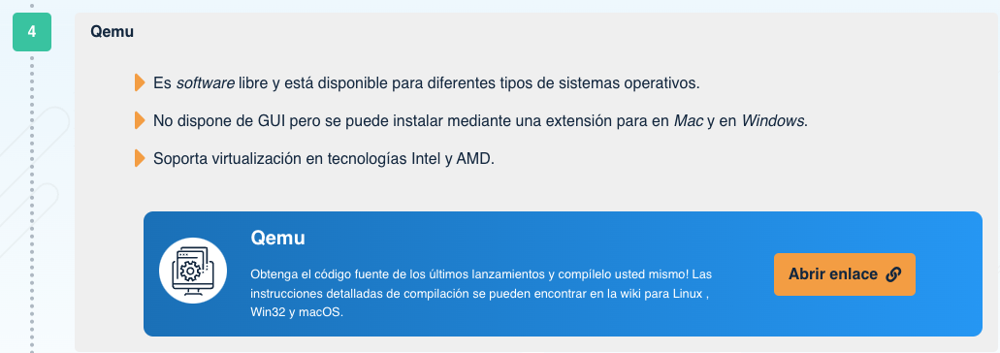 4
Qemu
Es software libre y está disponible para diferentes tipos de sistemas operativos.
No dispone de GUI pero se puede instalar mediante una extensión para en Mac y en Windows.
Soporta virtualización en tecnologías Intel y AMD.
Qemu
Obtenga el código fuente de los últimos lanzamientos y compílelo usted mismo! Las
instrucciones detalladas de compilación se pueden encontrar en la wiki para Linux ,
Win32 y macOS.
Abrir enlace